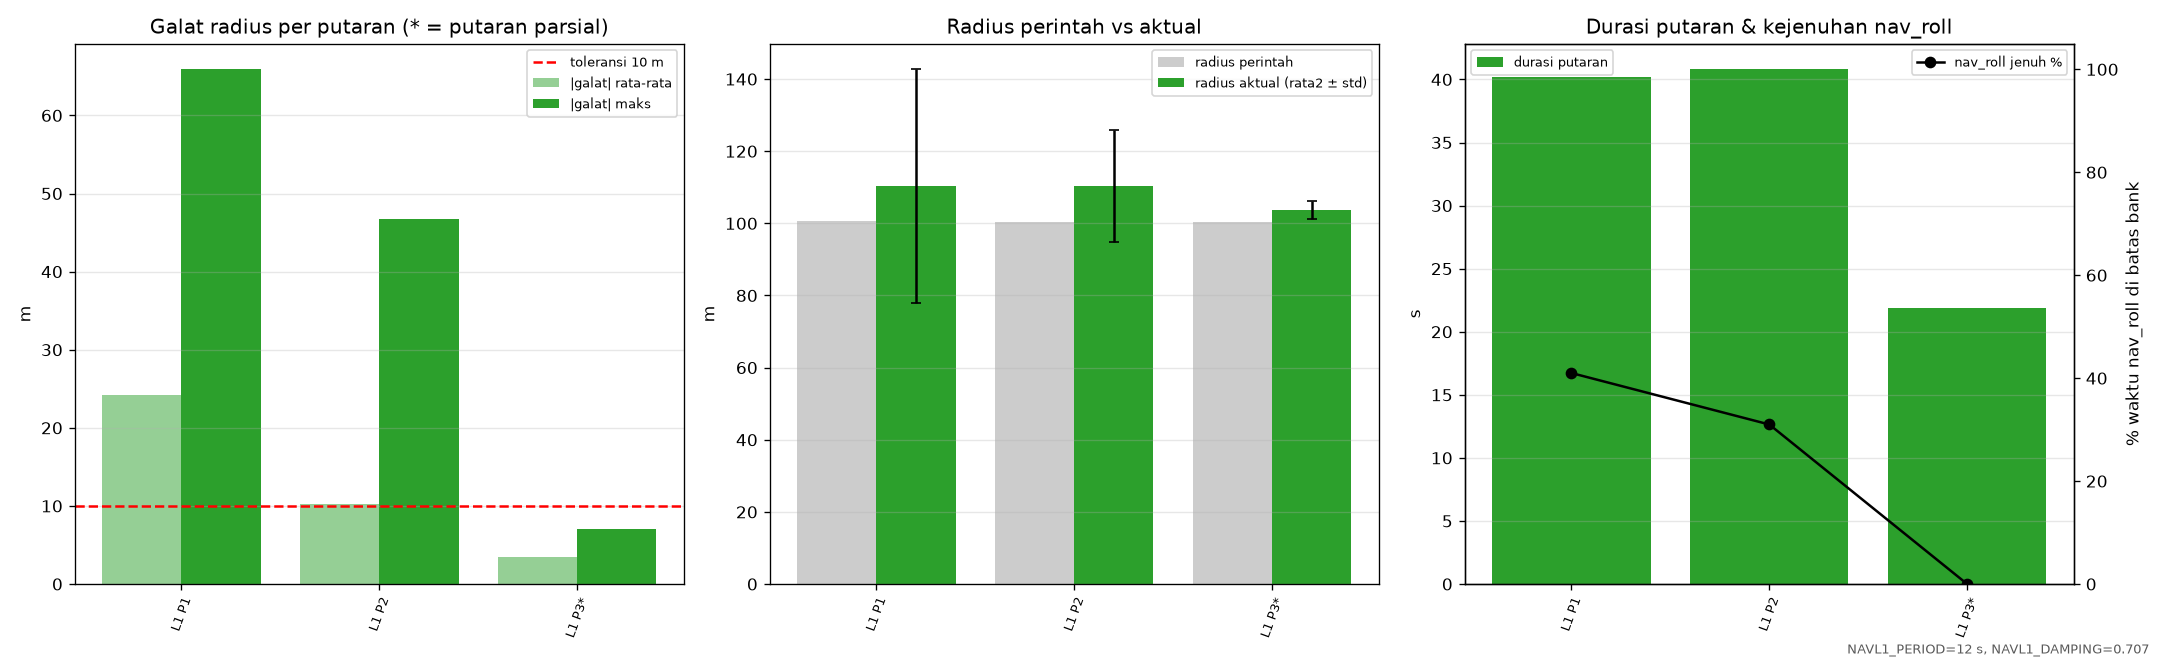 Galat radius per putaran (* = putaran parsial)
toleransi 10 m
|galat| rata-rata
|galat| maks
60
50
40
30
20
10
0
m
L1 P1
L1 P2
L1 P3*
Radius perintah vs aktual
radius perintah
radius aktual (rata2 ± std)
140
120
100
80
60
40
20
0
m
L1 P1
L1 P2
L1 P3*
Durasi putaran & kejenuhan nav_roll
durasi putaran
nav_roll jenuh %
40
35
30
25
20
15
10
5
0
s
100
80
60
40
20
0
% waktu nav_roll di batas bank
L1 P1
L1 P2
L1 P3*
NAVL1_PERIOD=12 s, NAVL1_DAMPING=0.707